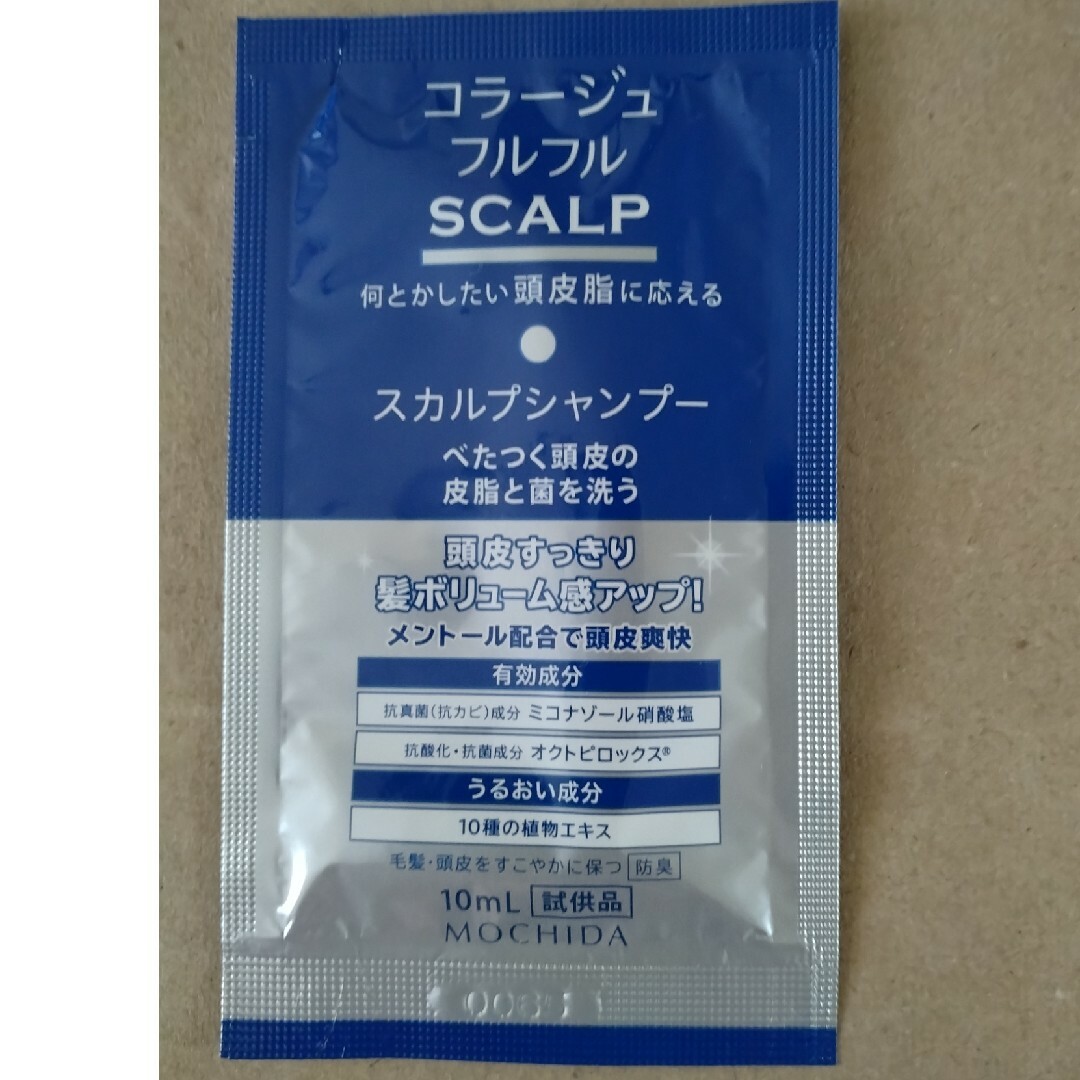 コラージュ
フルフル
SCALP
何とかしたい頭皮脂に応える
スカルプシャンプー
べたつく頭皮の
皮脂と菌を洗う
頭皮すっきり
髪ボリューム感アップ!
メントール配合で頭皮爽快
有効成分
抗真菌(抗カビ)成分 ミコナゾール硝酸塩
抗酸化・抗菌成分 オクトピロックス®
うるおい成分
10種の植物エキス
毛髪・頭皮をすこやかに保つ 防臭
10mL 試供品
MOCHIDA